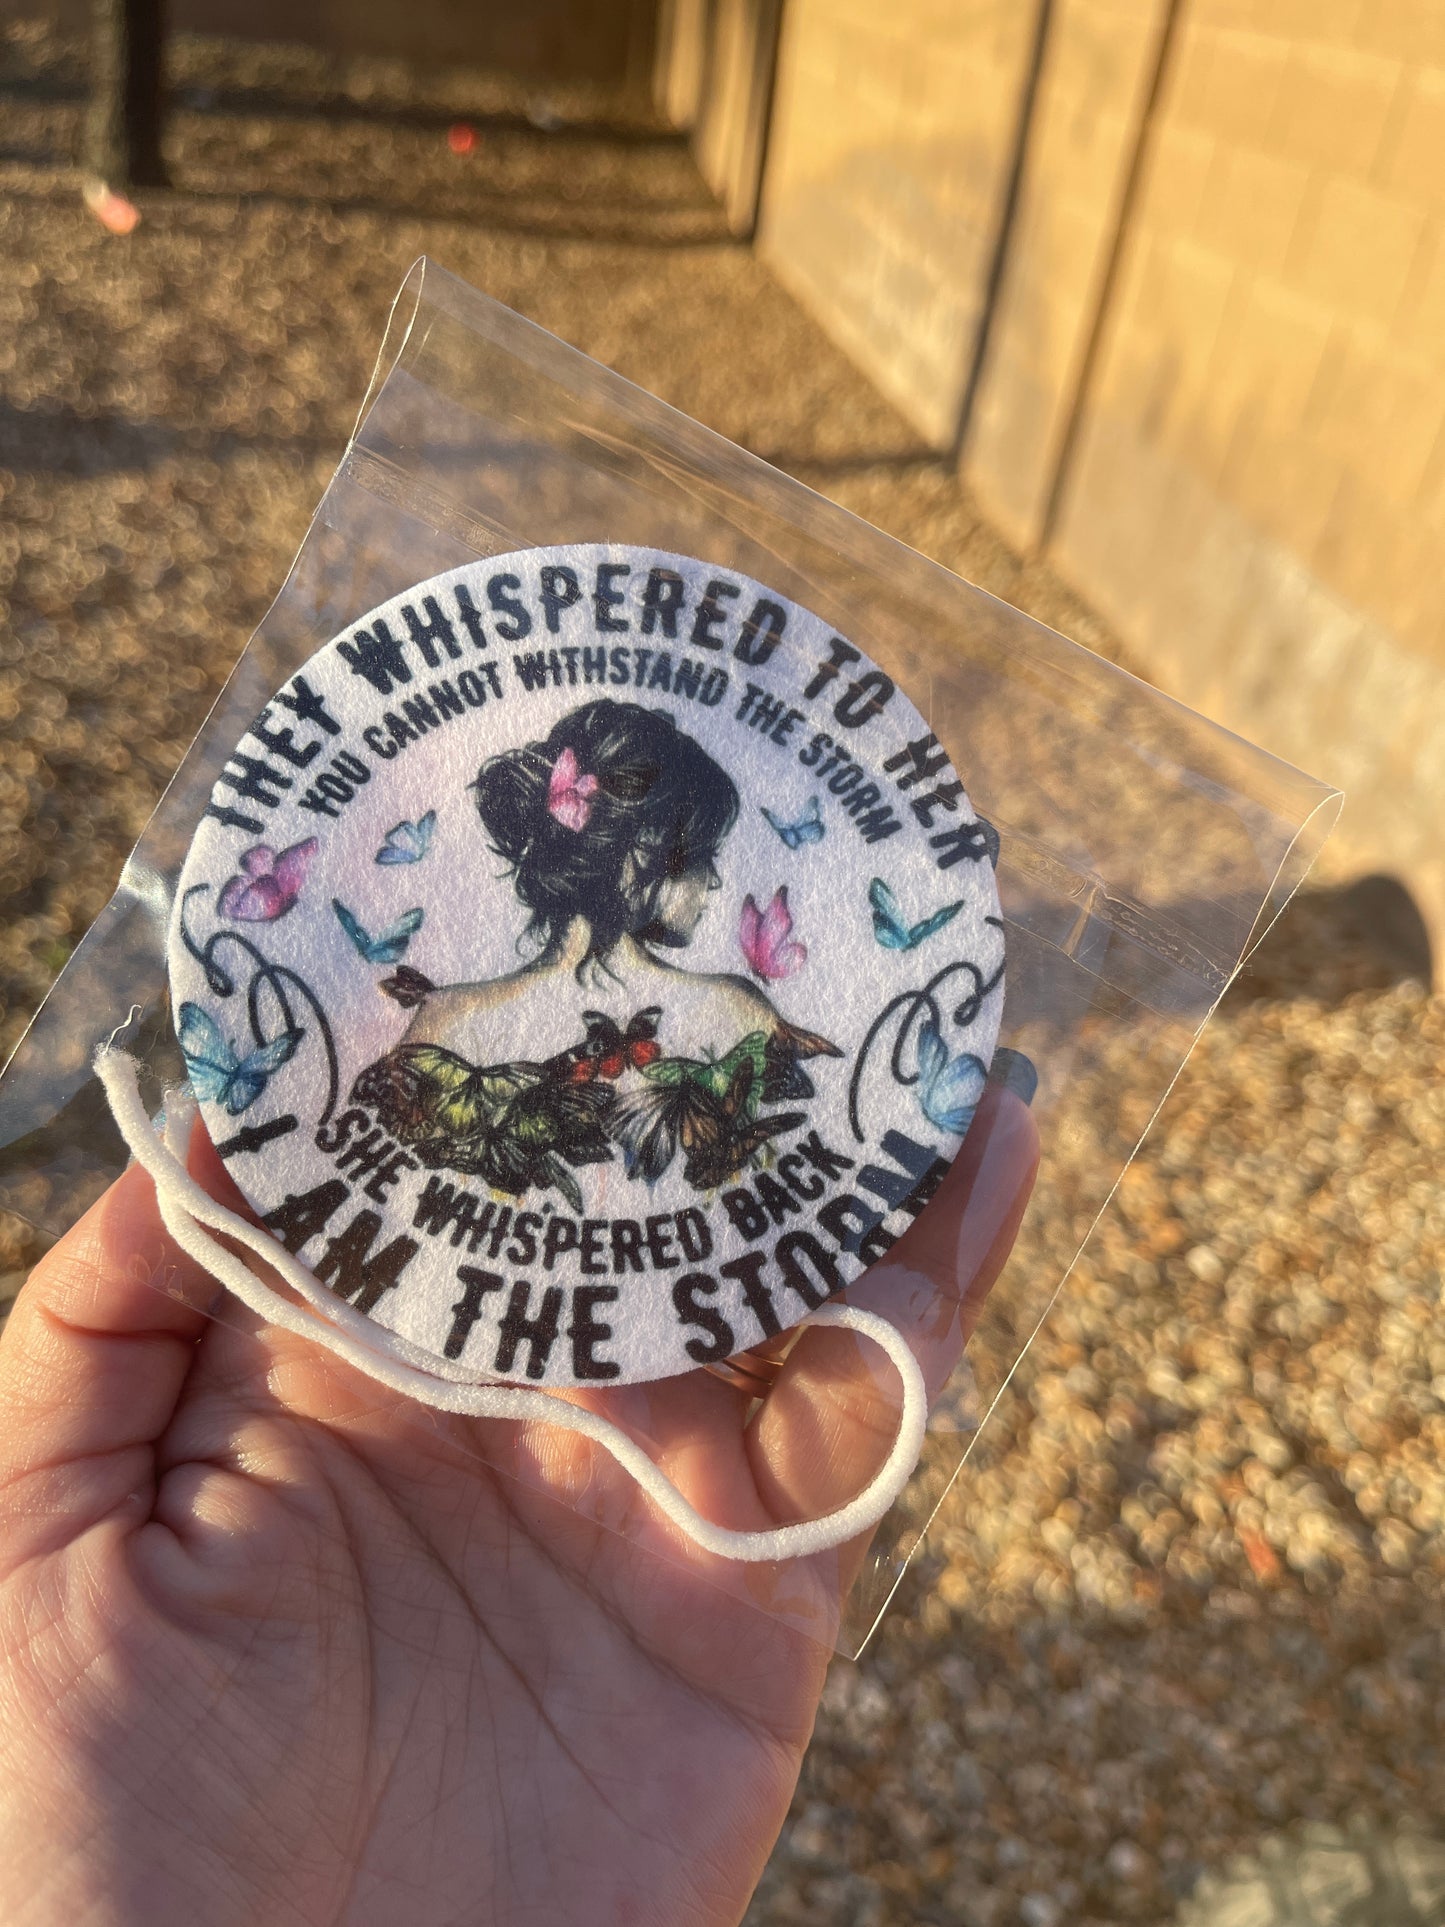 THEY WHISPERED TO HER
YOU CANNOT WITHSTAND THE STORM
SHE WHISPERED BACK
I AM THE STORM